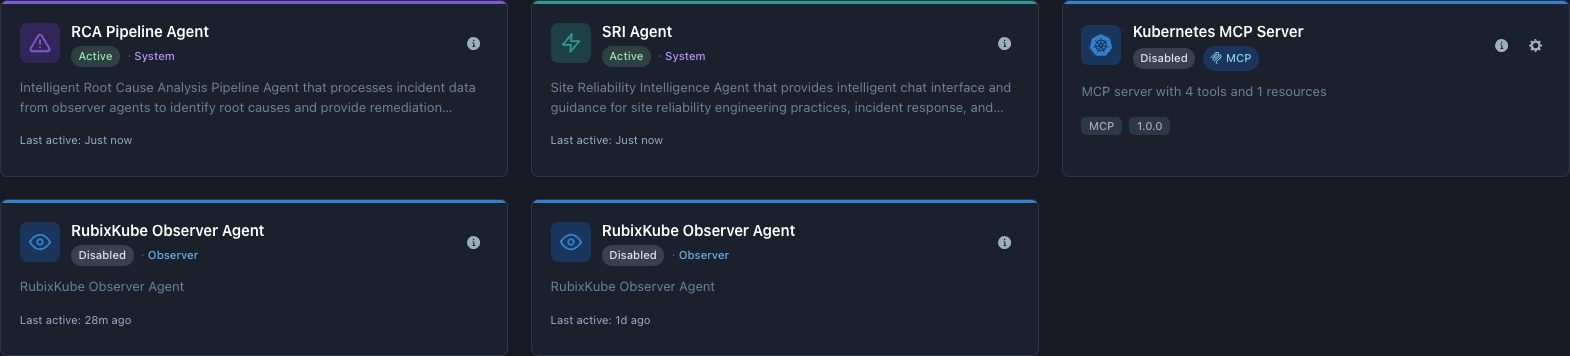 RCA Pipeline Agent
Active · System
Intelligent Root Cause Analysis Pipeline Agent that processes incident data
from observer agents to identify root causes and provide remediation...
Last active: Just now
SRI Agent
Active · System
Site Reliability Intelligence Agent that provides intelligent chat interface and
guidance for site reliability engineering practices, incident response, and...
Last active: Just now
Kubernetes MCP Server
Disabled MCP
MCP server with 4 tools and 1 resources
MCP 1.0.0
RubixKube Observer Agent
Disabled · Observer
RubixKube Observer Agent
Last active: 28m ago
RubixKube Observer Agent
Disabled · Observer
RubixKube Observer Agent
Last active: 1d ago